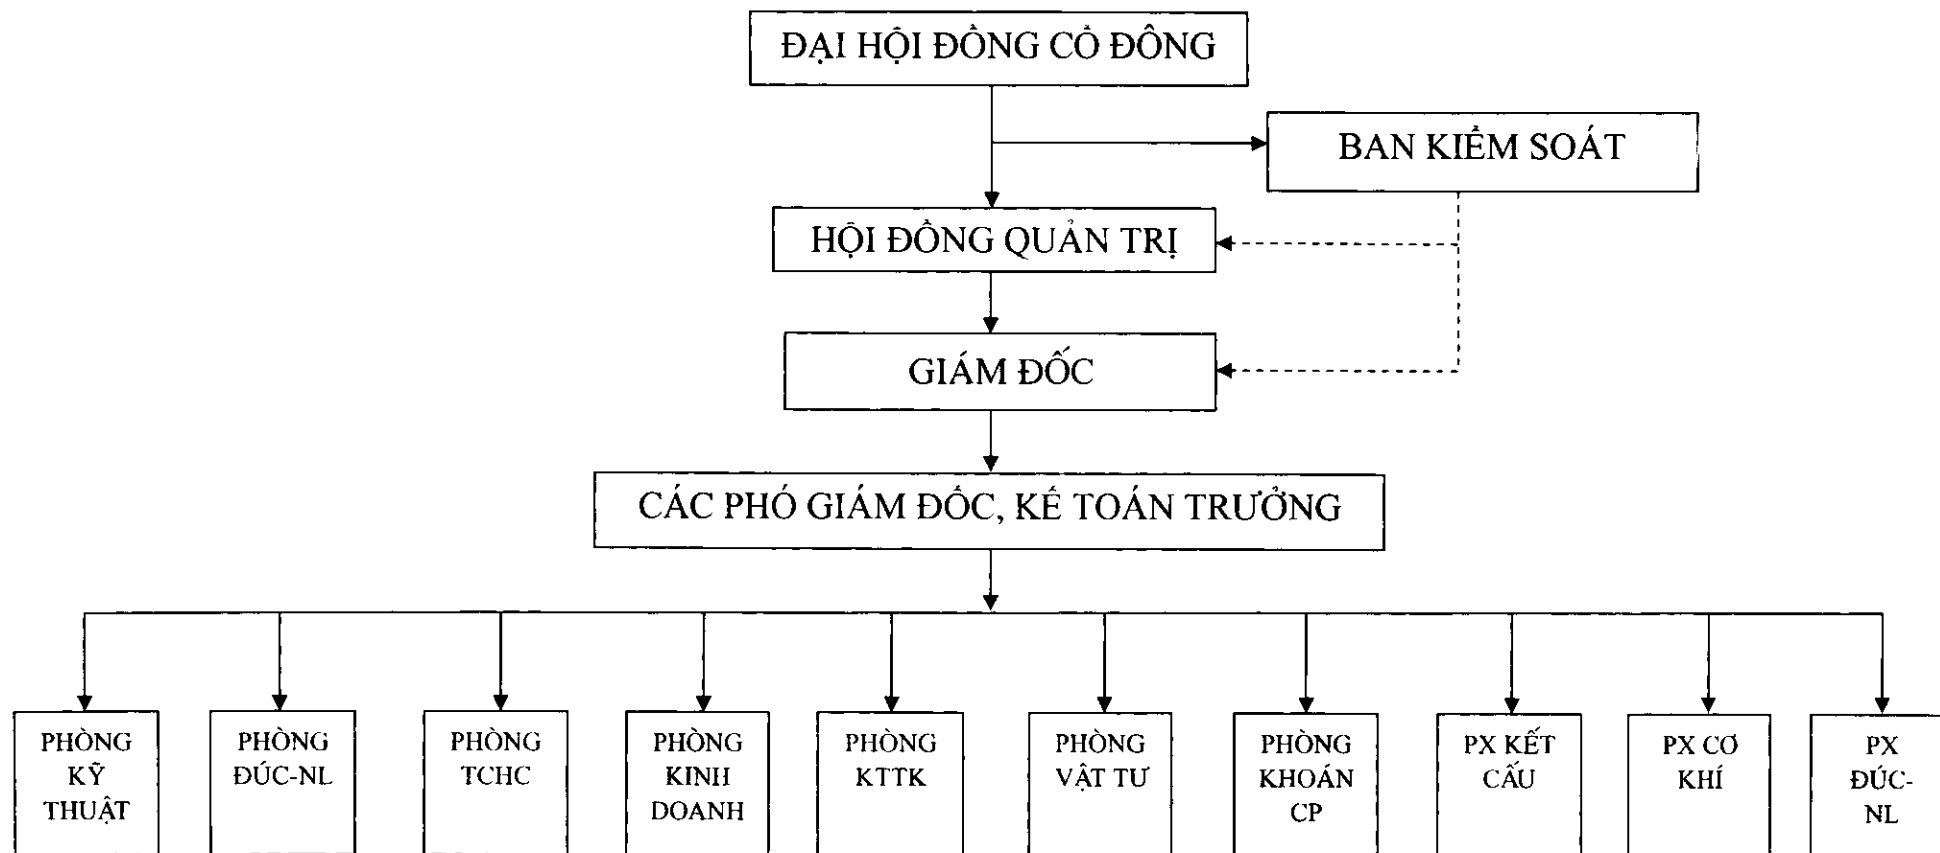 ĐẠI HỘI ĐỒNG CỔ ĐÔNG
BAN KIỂM SOÁT
HỘI ĐỒNG QUẢN TRỊ
GIÁM ĐỐC
CÁC PHÓ GIÁM ĐỐC, KẾ TOÁN TRƯỞNG
PHÒNG
KỸ
THUẬT
PHÒNG
ĐÚC-NL
PHÒNG
TCHC
PHÒNG
KINH
DOANH
PHÒNG
KTTK
PHÒNG
VẬT TƯ
PHÒNG
KHOÁN
CP
PX KẾT
CẤU
PX CƠ
KHÍ
PX
ĐÚC-
NL